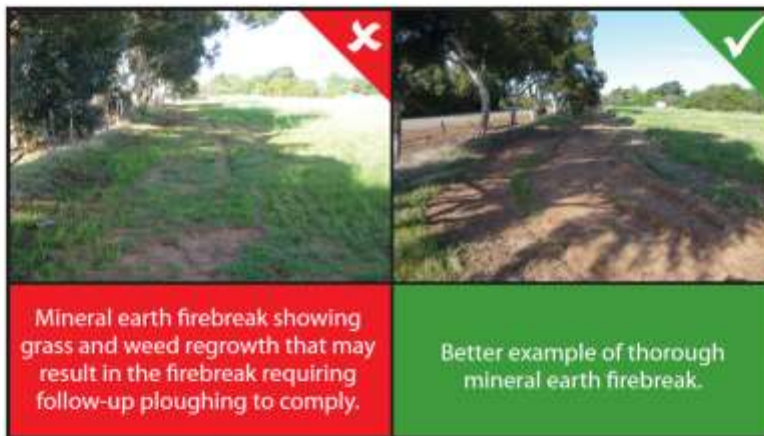 Mineral earth firebreak showing
grass and weed regrowth that may
result in the firebreak requiring
follow-up ploughing to comply.
Better example of thorough
mineral earth firebreak.